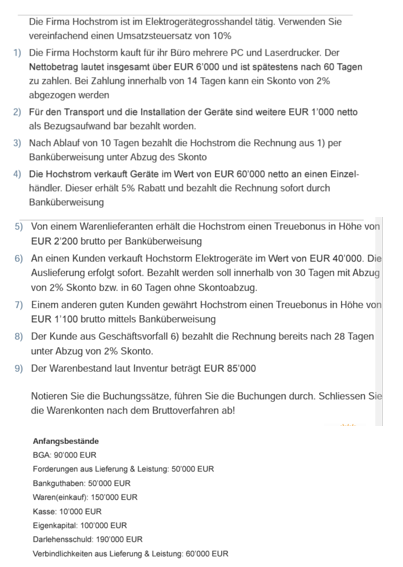 Die Firma Hochstrom ist im Elektrogerätegrosshandel tätig. Verwenden Sie
vereinfachend einen Umsatzsteuersatz von 10%
1) Die Firma Hochstorm kauft für ihr Büro mehrere PC und Laserdrucker. Der
Nettobetrag lautet insgesamt über EUR 6'000 und ist spätestens nach 60 Tagen
zu zahlen. Bei Zahlung innerhalb von 14 Tagen kann ein Skonto von 2%
abgezogen werden
2) Für den Transport und die Installation der Geräte sind weitere EUR 1'000 netto
als Bezugsaufwand bar bezahlt worden.
3) Nach Ablauf von 10 Tagen bezahlt die Hochstrom die Rechnung aus 1) per
Banküberweisung unter Abzug des Skonto
4) Die Hochstrom verkauft Geräte im Wert von EUR 60'000 netto an einen Einzel-
händler. Dieser erhält 5% Rabatt und bezahlt die Rechnung sofort durch
Banküberweisung
5) Von einem Warenlieferanten erhält die Hochstrom einen Treuebonus in Höhe von
EUR 2'200 brutto per Banküberweisung
6) An einen Kunden verkauft Hochstorm Elektrogeräte im Wert von EUR 40'000. Die
Auslieferung erfolgt sofort. Bezahlt werden soll innerhalb von 30 Tagen mit Abzug
von 2% Skonto bzw. in 60 Tagen ohne Skontoabzug.
7) Einem anderen guten Kunden gewährt Hochstrom einen Treuebonus in Höhe von
EUR 1'100 brutto mittels Banküberweisung
8) Der Kunde aus Geschäftsvorfall 6) bezahlt die Rechnung bereits nach 28 Tagen
unter Abzug von 2% Skonto.
9) Der Warenbestand laut Inventur beträgt EUR 85'000
Notieren Sie die Buchungssätze, führen Sie die Buchungen durch. Schliessen Sie
die Warenkonten nach dem Bruttoverfahren ab!
Anfangsbestände
BGA: 90'000 EUR
Forderungen aus Lieferung & Leistung: 50'000 EUR
Bankguthaben: 50'000 EUR
Waren(einkauf): 150'000 EUR
Kasse: 10'000 EUR
Eigenkapital: 100'000 EUR
Darlehensschuld: 190'000 EUR
Verbindlichkeiten aus Lieferung & Leistung: 60'000 EUR